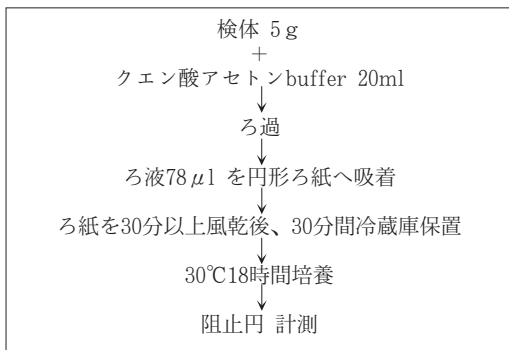 検体 5g
+
クエン酸アセトンbuffer 20ml
↓
ろ過
↓
ろ液78μl を円形ろ紙へ吸着
↓
ろ紙を30分以上風乾後、30分間冷蔵庫保置
↓
30℃18時間培養
↓
阻止円 計測